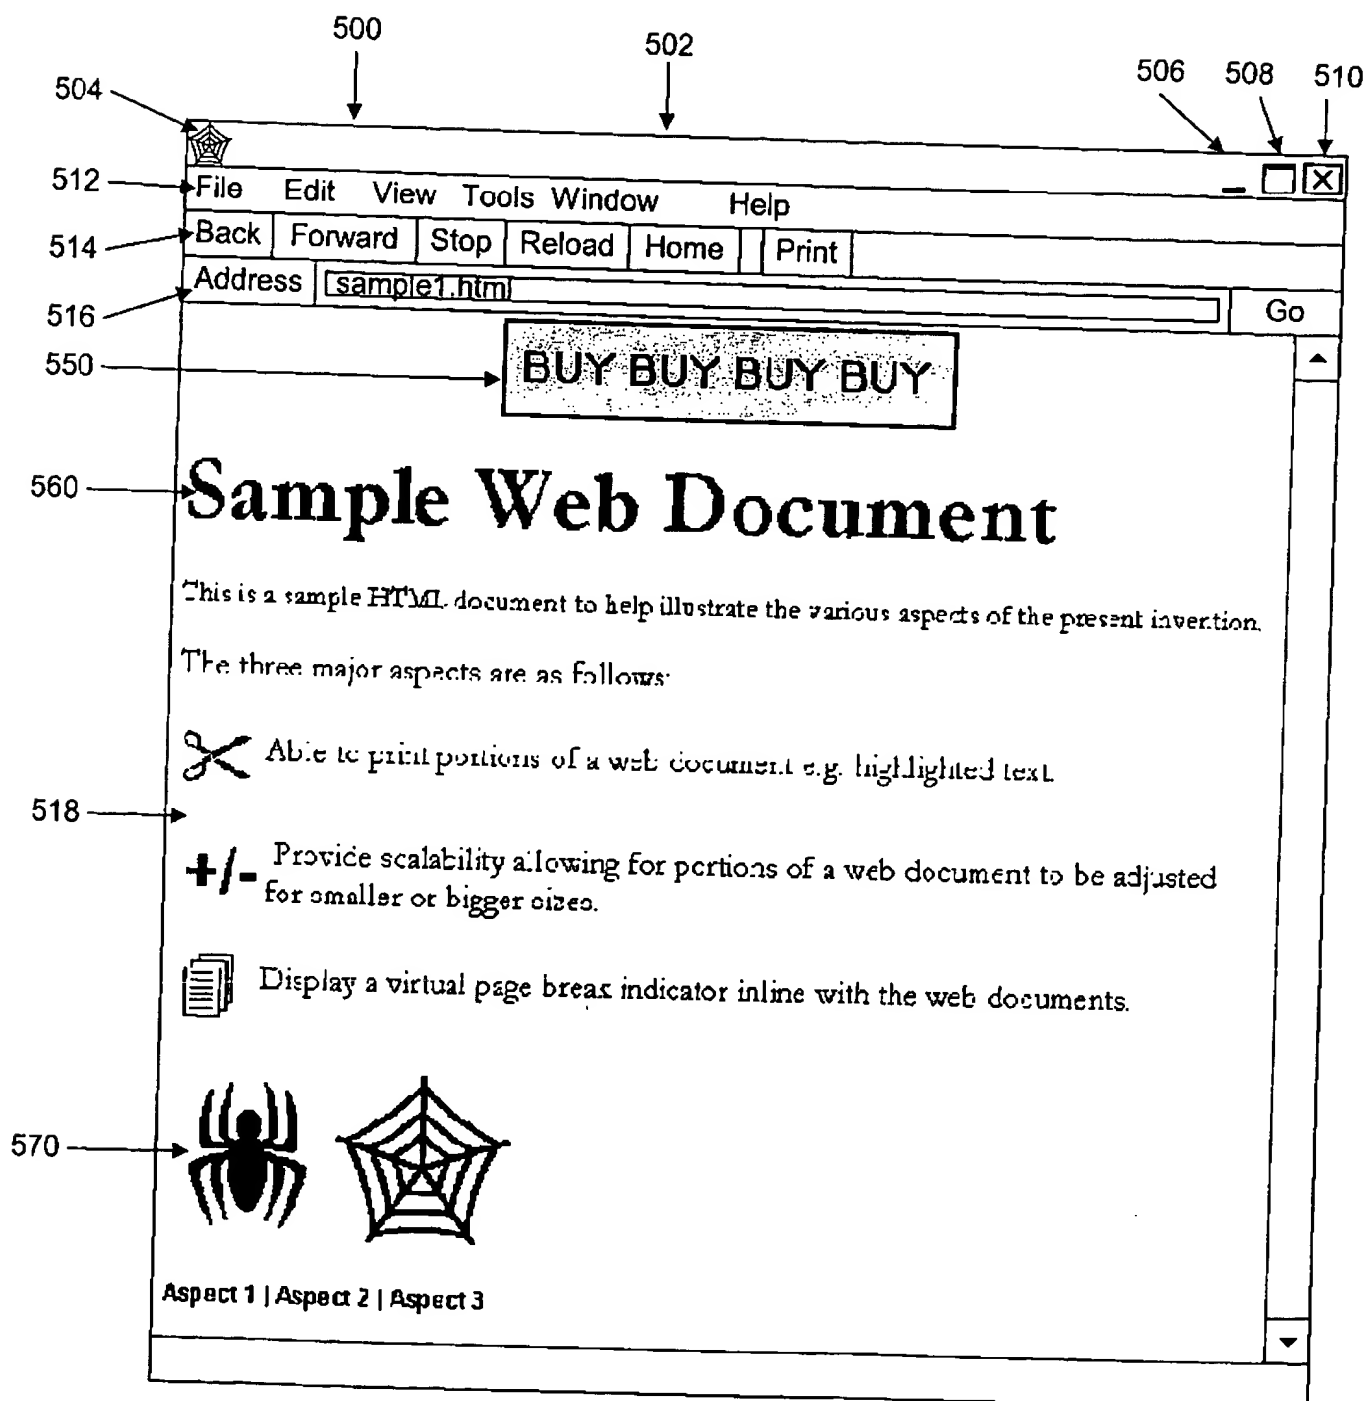 500
502
504
506 508 510
512
File Edit View Tools Window Help
514
Back Forward Stop Reload Home Print
516
Address sample1.html Go
550
BUY BUY BUY BUY
560
Sample Web Document
This is a sample HTML document to help illustrate the various aspects of the present invention.
The three major aspects are as follows:
Able to print portions of a web document e.g. highlighted text.
518
+/- Provide scalability allowing for portions of a web document to be adjusted
for smaller or bigger sizes.
Display a virtual page break indicator inline with the web documents.
570
Aspect 1 | Aspect 2 | Aspect 3